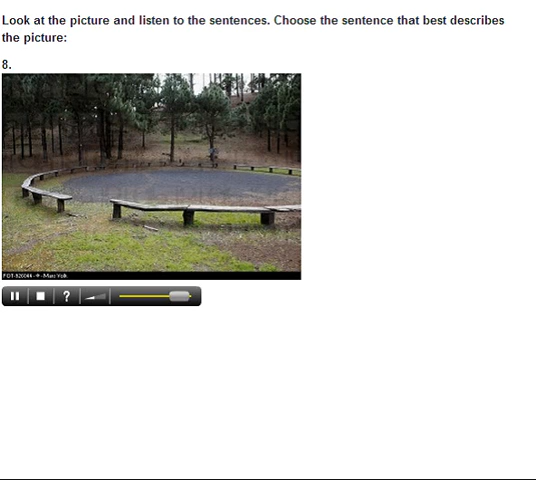 Look at the picture and listen to the sentences. Choose the sentence that best describes
the picture:
8.
?